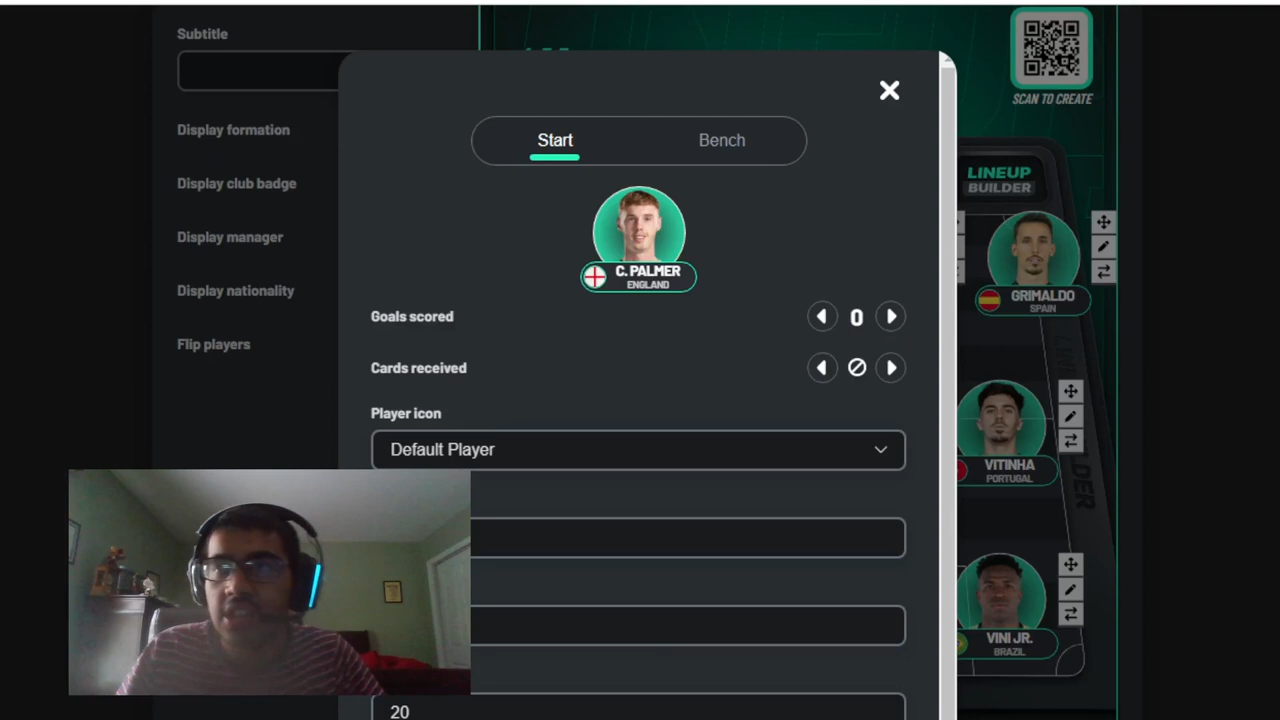 Subtitle
SCAN TO CREATE
Display formation
Display club badge
Display manager
Display nationality
Flip players
Start
Bench
C. PALMER
ENGLAND
Goals scored
0
Cards received
Player icon
Default Player
20
LINEUP
BUILDER
GRIMALDO
SPAIN
VITINHA
PORTUGAL
VINI JR.
BRAZIL